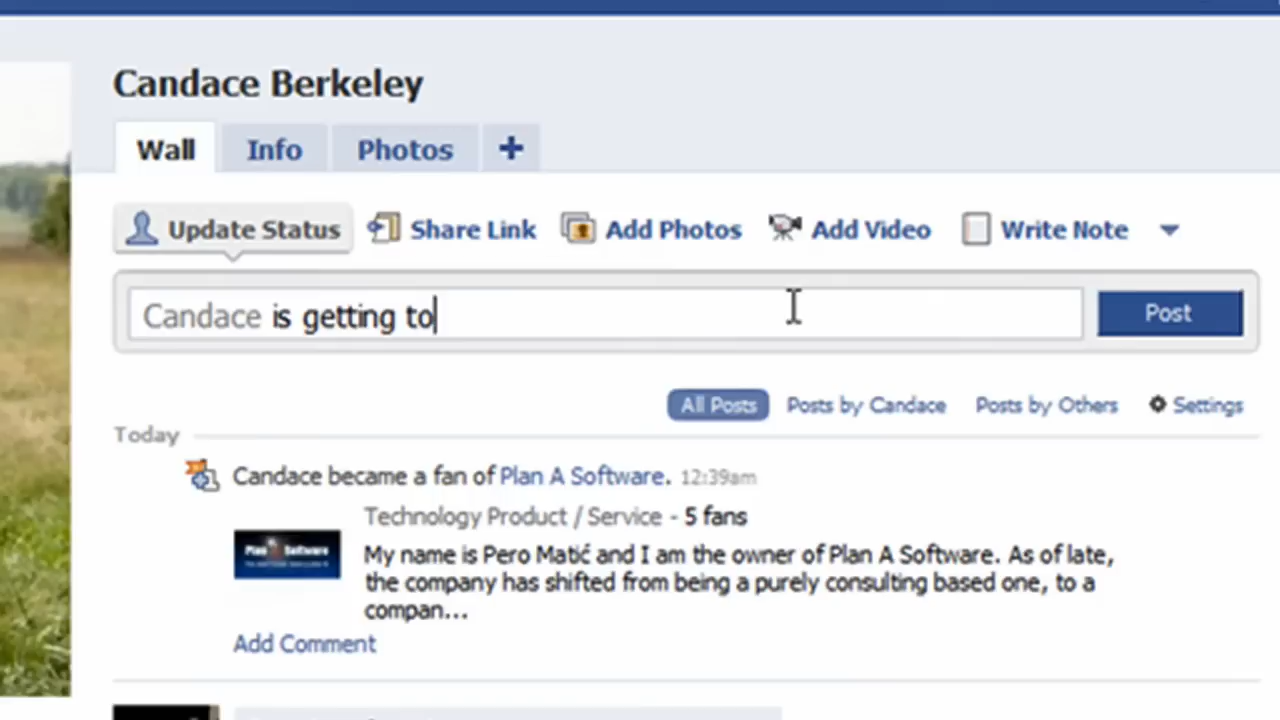 Candace Berkeley
Wall Info Photos +
Update Status Share Link Add Photos Add Video Write Note
Candace is getting to Post
All Posts Posts by Candace Posts by Others Settings
Today
Candace became a fan of Plan A Software. 12:39am
Technology Product / Service - 5 fans
Plan A Software
My name is Pero Matić and I am the owner of Plan A Software. As of late,
the company has shifted from being a purely consulting based one, to a
compan...
Add Comment